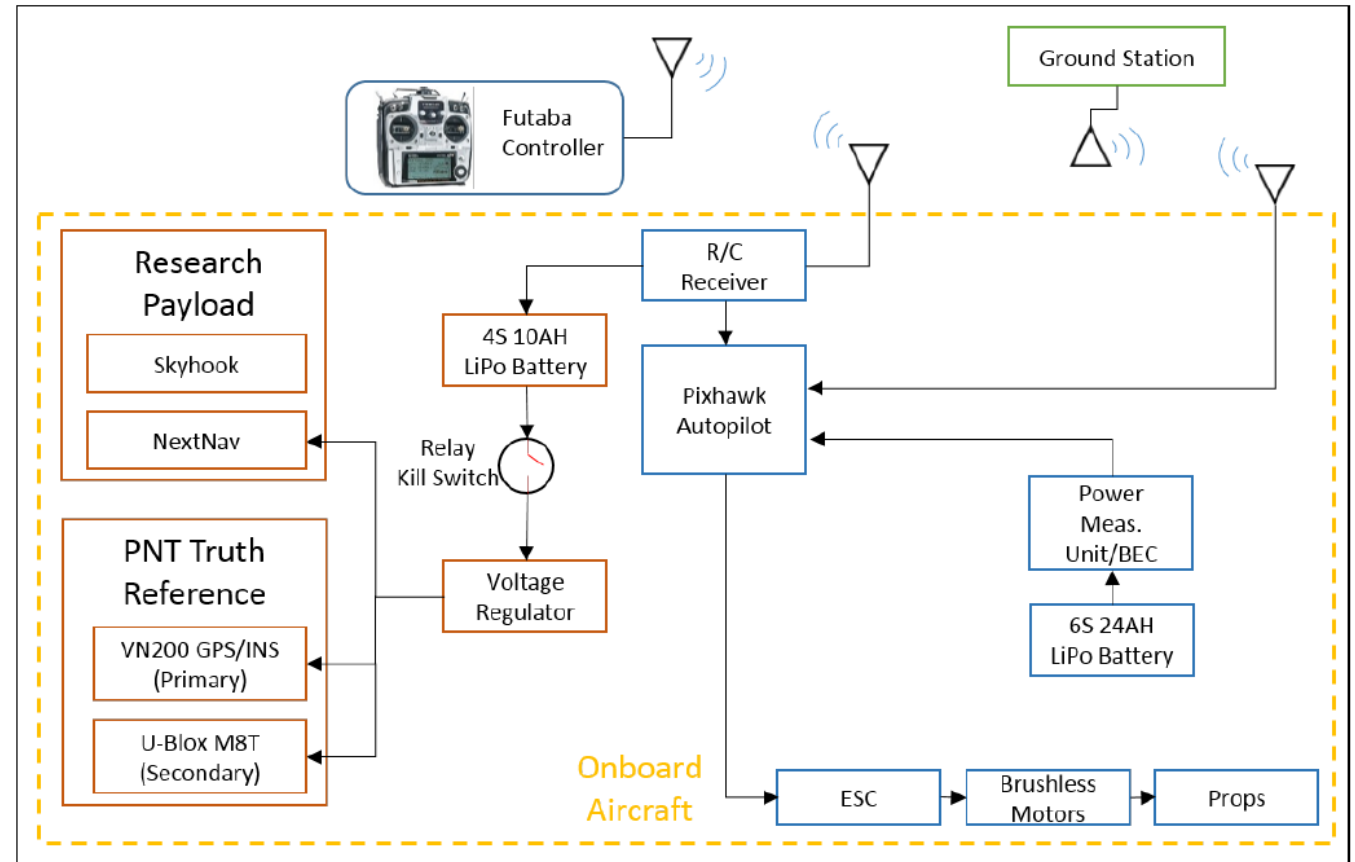 Futaba
Controller
Ground Station
Research
Payload
Skyhook
NextNav
R/C
Receiver
4S 10AH
LiPo Battery
Pixhawk
Autopilot
Relay
Kill Switch
Power
Meas.
Unit/BEC
PNT Truth
Reference
VN200 GPS/INS
(Primary)
U-Blox M8T
(Secondary)
Voltage
Regulator
6S 24AH
LiPo Battery
Onboard
Aircraft
ESC
Brushless
Motors
Props